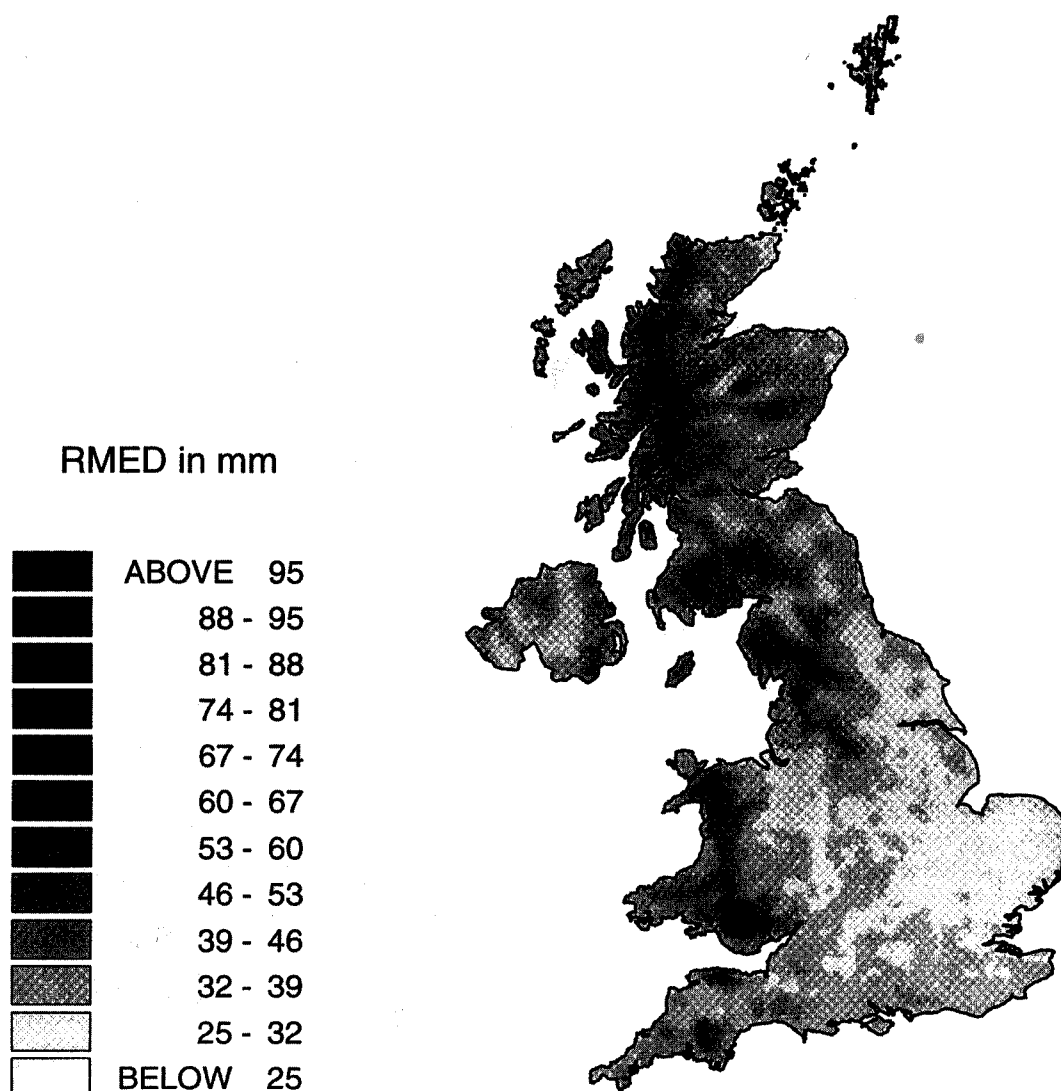 RMED in mm
ABOVE 95
88 - 95
81 - 88
74 - 81
67 - 74
60 - 67
53 - 60
46 - 53
39 - 46
32 - 39
25 - 32
BELOW 25